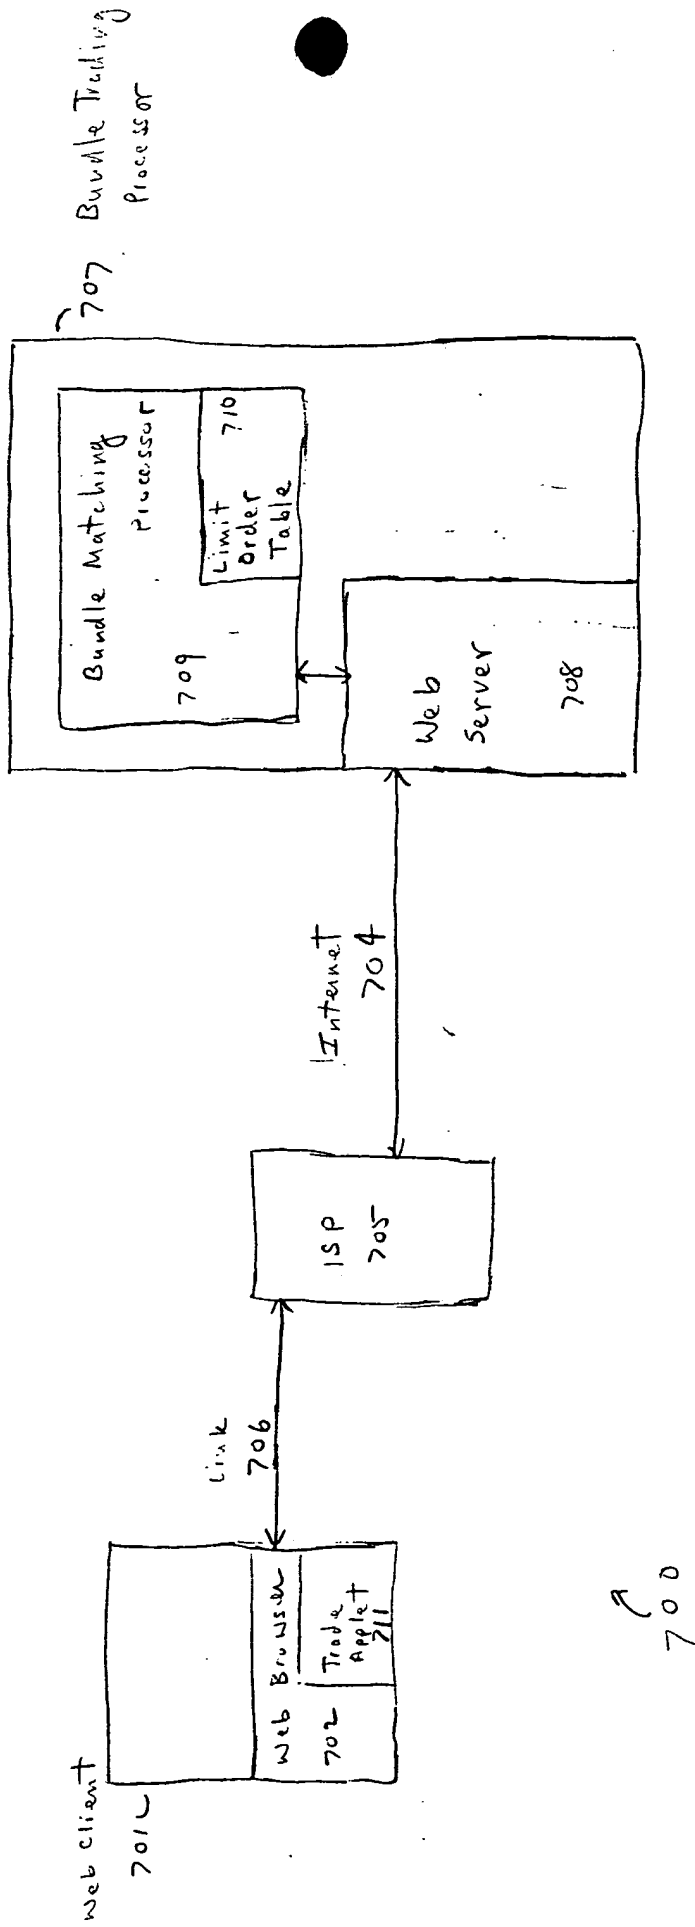 Web Client
701
Web Browser
702
Trade
Applet
711
Link
706
ISP
705
Internet
704
707 Bundle Trading
Processor
Bundle Matching
Processor
709
Limit 710
Order
Table
Web
Server
708
700